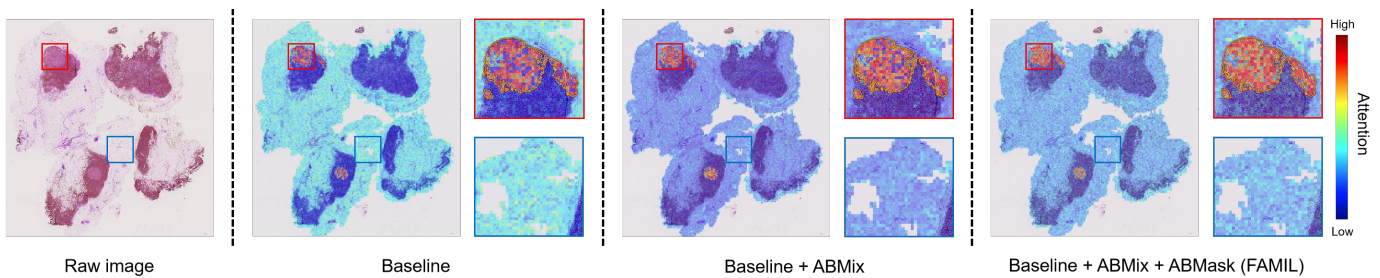 High
Attention
Low
Raw image
Baseline
Baseline + ABMix
Baseline + ABMix + ABMask (FAMIL)